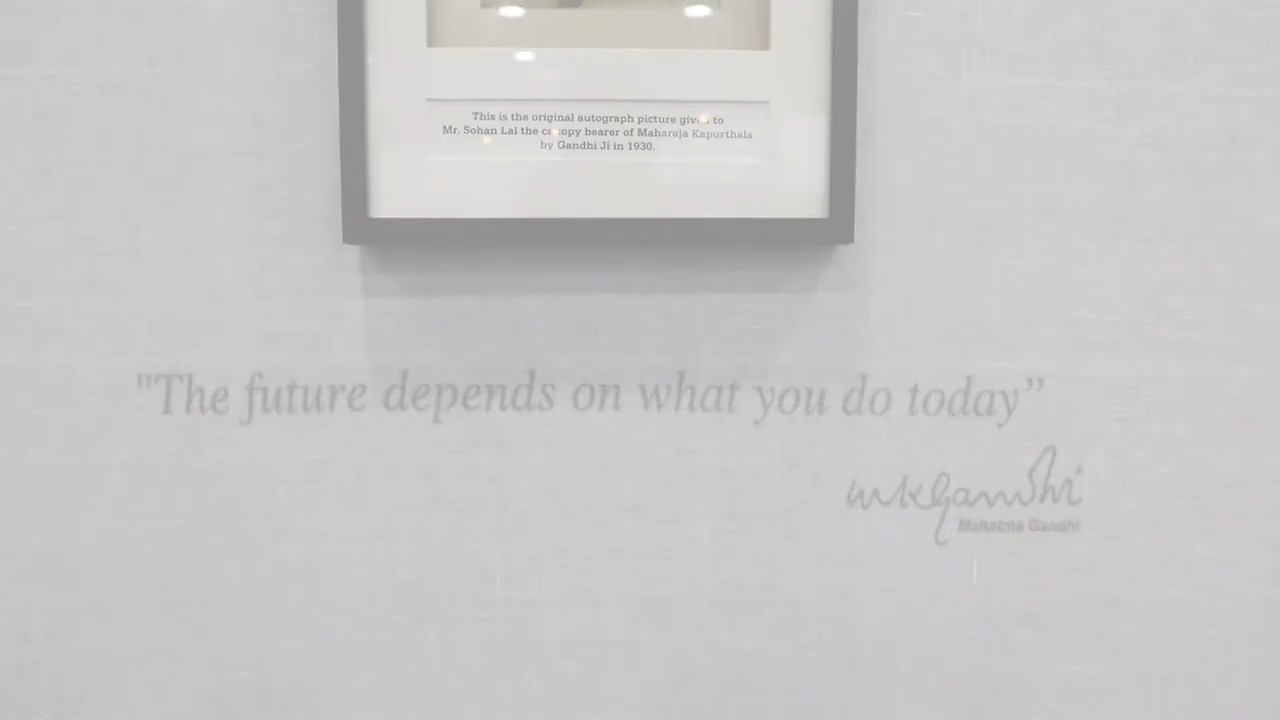 This is the original autograph picture given to
Mr. Sohan Lal the canopy bearer of Maharaja Kapurthala
by Gandhi Ji in 1930.
"The future depends on what you do today”
mkGandhi
Mahatma Gandhi